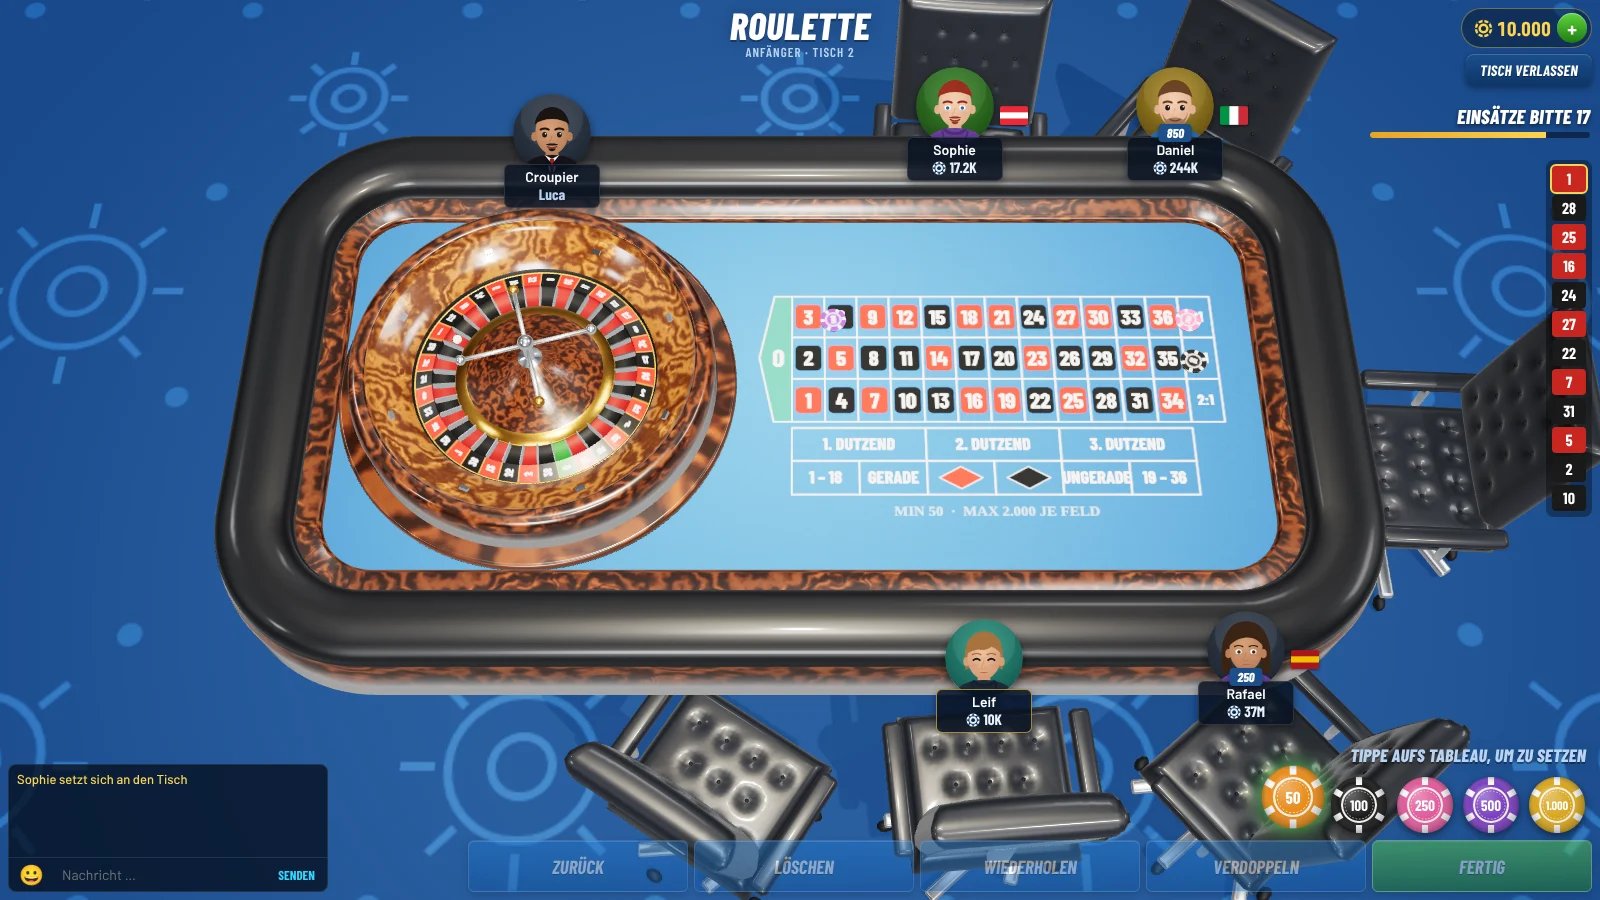 ROULETTE
ANFÄNGER · TISCH 2
10.000 +
TISCH VERLASSEN
EINSÄTZE BITTE 17
Croupier
Luca
Sophie
17.2K
850
Daniel
244K
1
28
25
16
24
27
22
7
31
5
2
10
3 9 12 15 18 21 24 27 30 33 36
0
2 5 8 11 14 17 20 23 26 29 32 35
1 4 7 10 13 16 19 22 25 28 31 34 2:1
1. DUTZEND 2. DUTZEND 3. DUTZEND
1 - 18 GERADE UNGERADE 19 - 36
MIN 50 · MAX 2.000 JE FELD
Leif
10K
250
Rafael
37M
TIPPE AUFS TABLEAU, UM ZU SETZEN
50 100 250 500 1.000
Sophie setzt sich an den Tisch
Nachricht ... SENDEN
ZURÜCK LÖSCHEN WIEDERHOLEN VERDOPPELN FERTIG